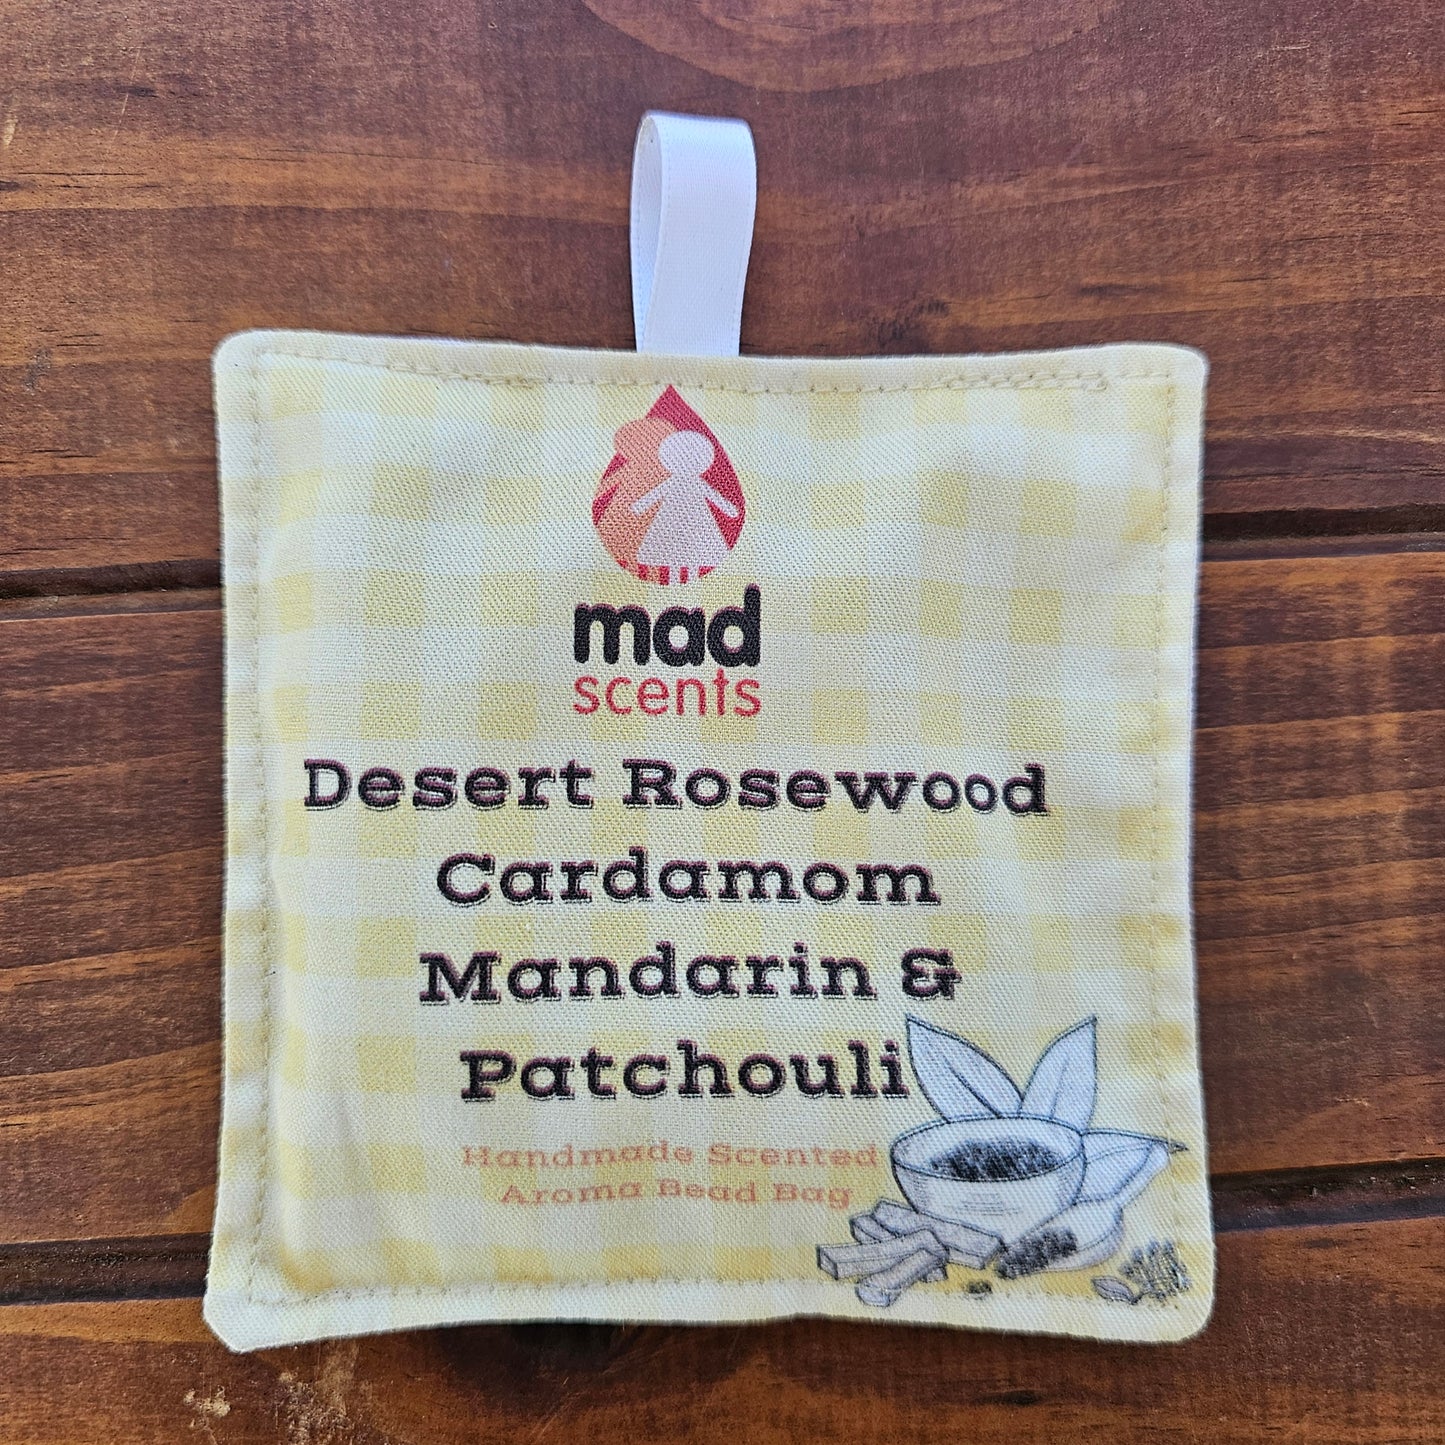 mad
scents
Desert Rosewood
Cardamom
Mandarin &
Patchouli
Handmade Scented
Aroma Bead Bag